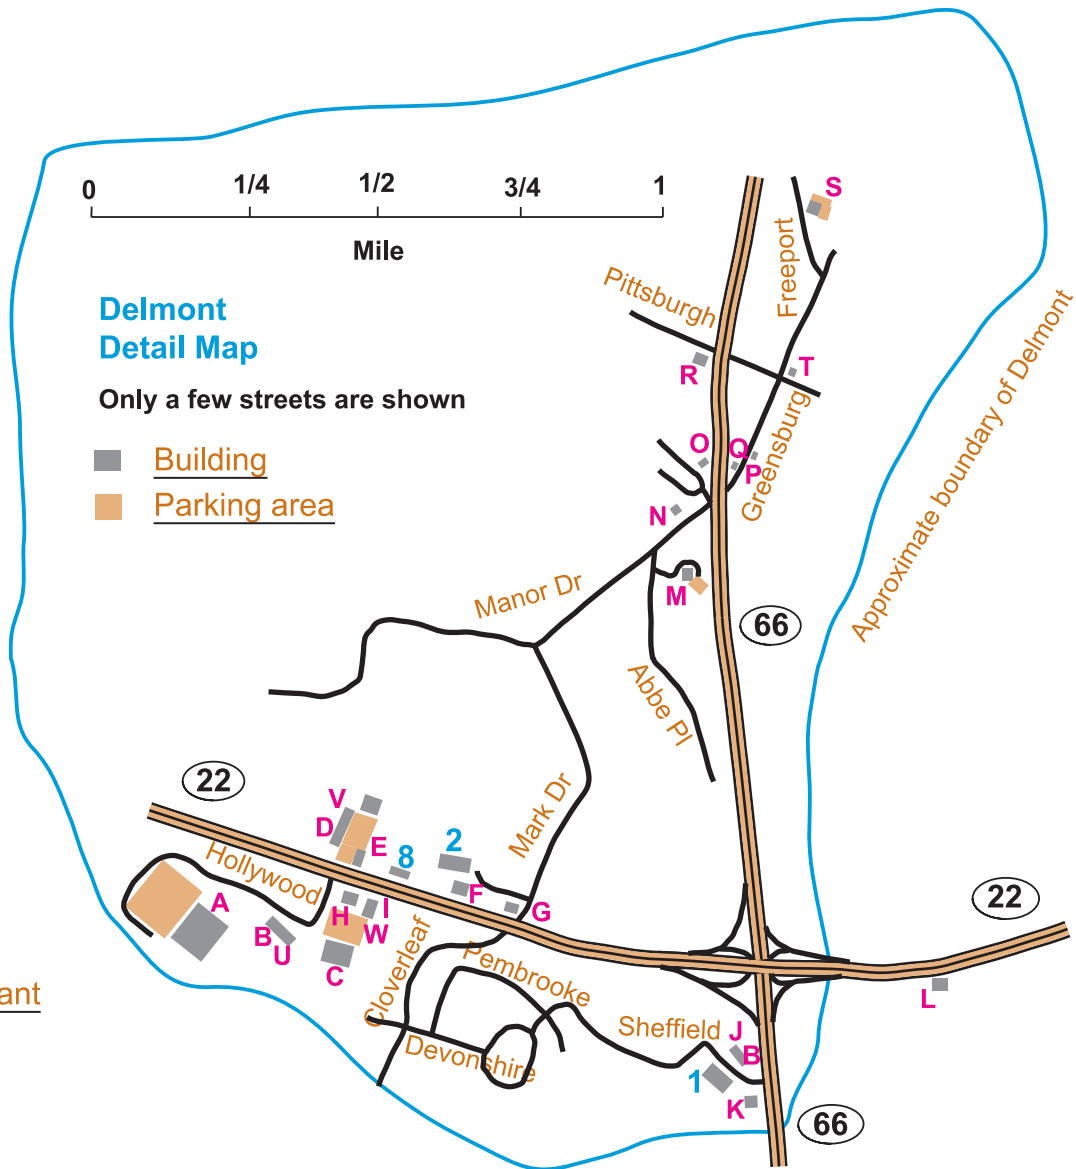 0 1/4 1/2 3/4 1
Mile
Delmont
Detail Map
Only a few streets are shown
Building
Parking area
S
Freeport
Pittsburgh
R
T
Greensburg
O
Q
P
N
M
Manor Dr
66
Abbe Pl
Approximate boundary of Delmont
22
V
D
E
8
2
Mark Dr
Hollywood
A
B
U
H
I
W
C
F
G
Cloverleaf
Pembrooke
Devonshire
Sheffield
J
B
1
K
22
L
66
ant